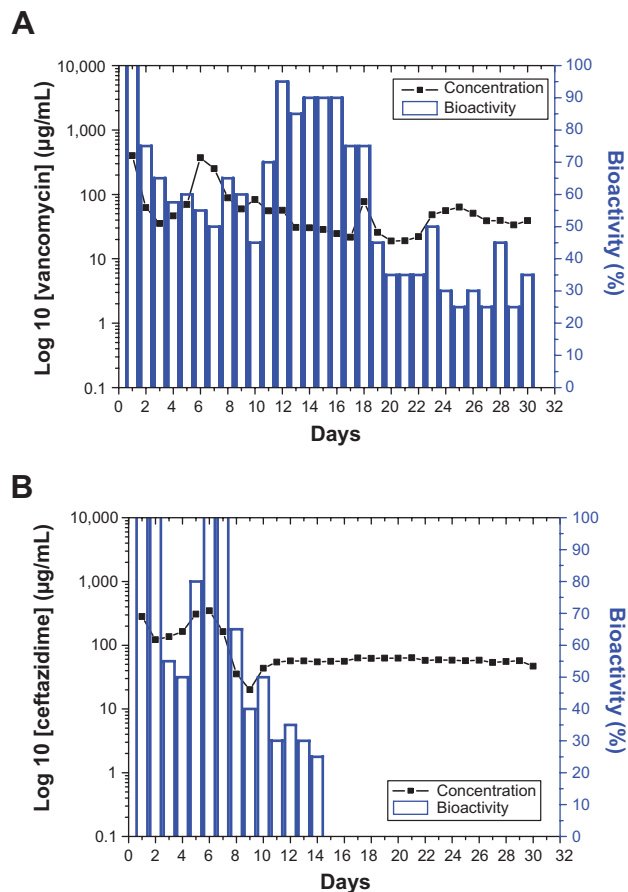 A
10,000
1,000
100
10
1
0.1
Log 10 [vancomycin] (µg/mL)
Concentration
Bioactivity
100
90
80
70
60
50
40
30
20
10
0
Bioactivity (%)
0 2 4 6 8 10 12 14 16 18 20 22 24 26 28 30 32
Days
B
10,000
1,000
100
10
1
0.1
Log 10 [ceftazidime] (µg/mL)
100
90
80
70
60
50
40
30
20
10
0
Bioactivity (%)
Concentration
Bioactivity
0 2 4 6 8 10 12 14 16 18 20 22 24 26 28 30 32
Days